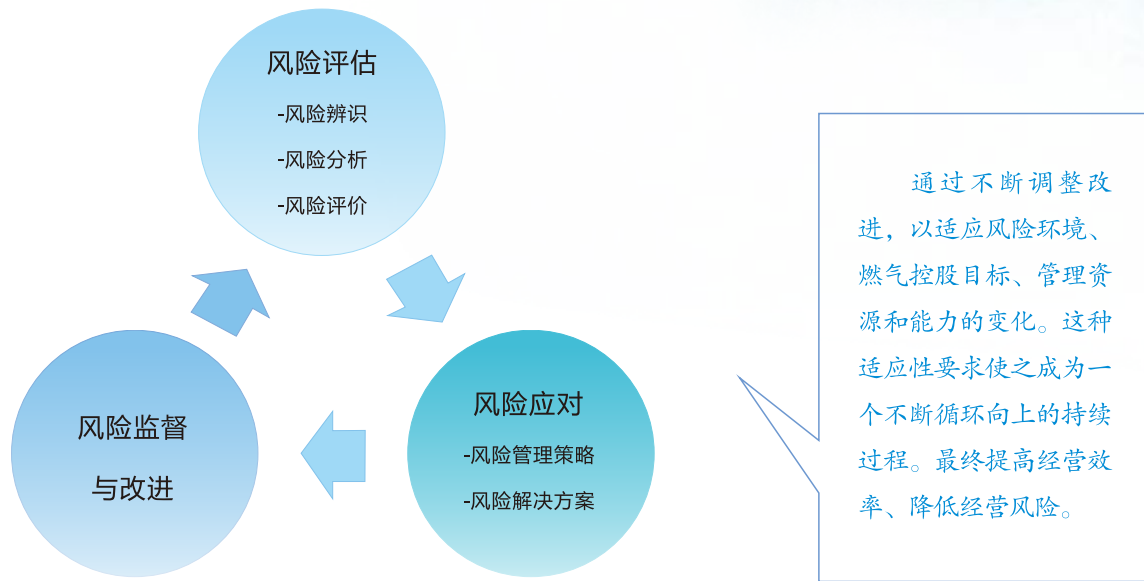 风险评估
-风险辨识
-风险分析
-风险评价
风险应对
-风险管理策略
-风险解决方案
风险监督
与改进
通过不断调整改
进，以适应风险环境、
燃气控股目标、管理资
源和能力的变化。这种
适应性要求使之成为一
个不断循环向上的持续
过程。最终提高经营效
率、降低经营风险。